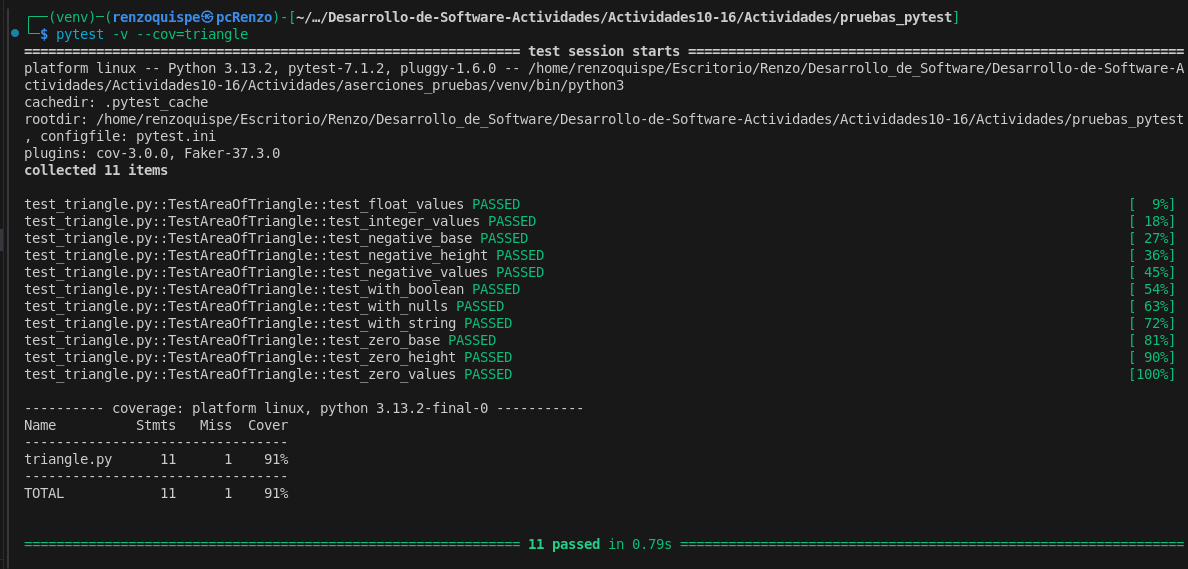 ┌──(venv)─(renzoquispe㉿pcRenzo)-[~/…/Desarrollo-de-Software-Actividades/Actividades10-16/Actividades/pruebas_pytest]
└─$ pytest -v --cov=triangle
============================================================== test session starts ==============================================================
platform linux -- Python 3.13.2, pytest-7.1.2, pluggy-1.6.0 -- /home/renzoquispe/Escritorio/Renzo/Desarrollo_de_Software/Desarrollo-de-Software-A
ctividades/Actividades10-16/Actividades/aserciones_pruebas/venv/bin/python3
cachedir: .pytest_cache
rootdir: /home/renzoquispe/Escritorio/Renzo/Desarrollo_de_Software/Desarrollo-de-Software-Actividades/Actividades10-16/Actividades/pruebas_pytest
, configfile: pytest.ini
plugins: cov-3.0.0, Faker-37.3.0
collected 11 items
test_triangle.py::TestAreaOfTriangle::test_float_values PASSED [  9%]
test_triangle.py::TestAreaOfTriangle::test_integer_values PASSED [ 18%]
test_triangle.py::TestAreaOfTriangle::test_negative_base PASSED [ 27%]
test_triangle.py::TestAreaOfTriangle::test_negative_height PASSED [ 36%]
test_triangle.py::TestAreaOfTriangle::test_negative_values PASSED [ 45%]
test_triangle.py::TestAreaOfTriangle::test_with_boolean PASSED [ 54%]
test_triangle.py::TestAreaOfTriangle::test_with_nulls PASSED [ 63%]
test_triangle.py::TestAreaOfTriangle::test_with_string PASSED [ 72%]
test_triangle.py::TestAreaOfTriangle::test_zero_base PASSED [ 81%]
test_triangle.py::TestAreaOfTriangle::test_zero_height PASSED [ 90%]
test_triangle.py::TestAreaOfTriangle::test_zero_values PASSED [100%]
---------- coverage: platform linux, python 3.13.2-final-0 -----------
Name          Stmts   Miss  Cover
---------------------------------
triangle.py      11      1    91%
---------------------------------
TOTAL            11      1    91%
============================================================== 11 passed in 0.79s ===============================================================